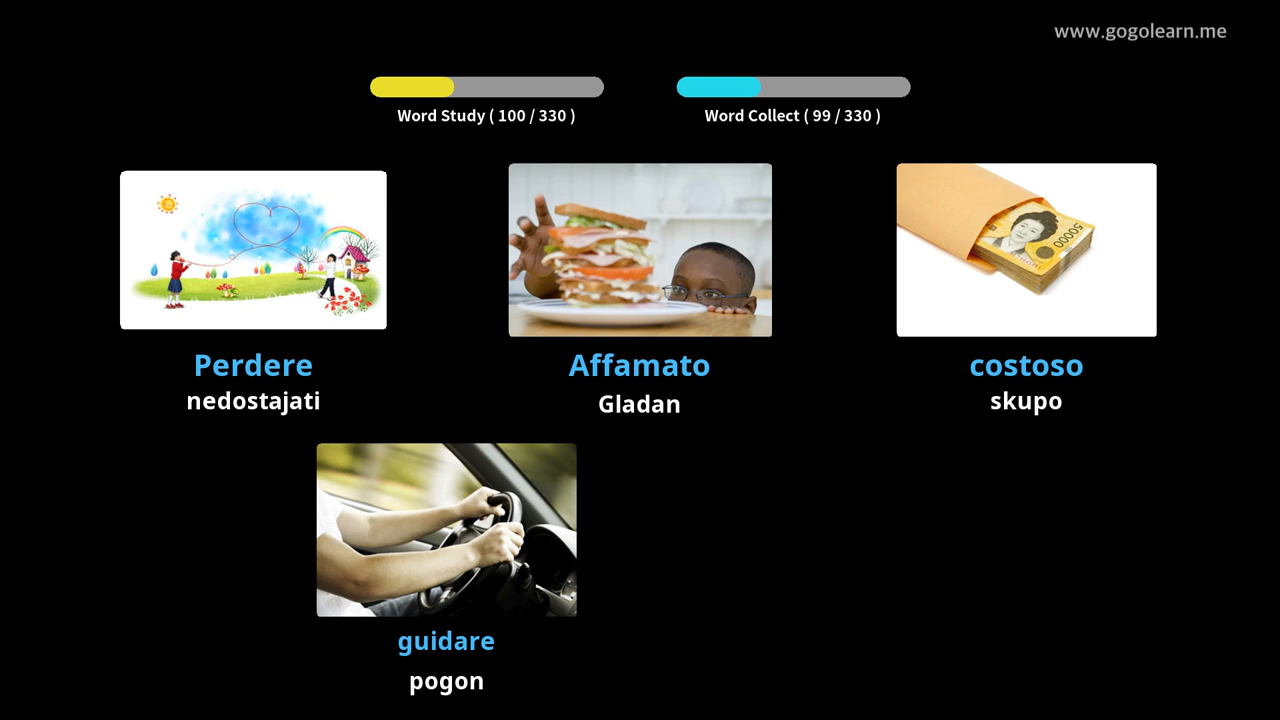 www.gogolearn.me
Word Study ( 100 / 330 )
Word Collect ( 99 / 330 )
50000
Perdere
nedostajati
Affamato
Gladan
costoso
skupo
guidare
pogon